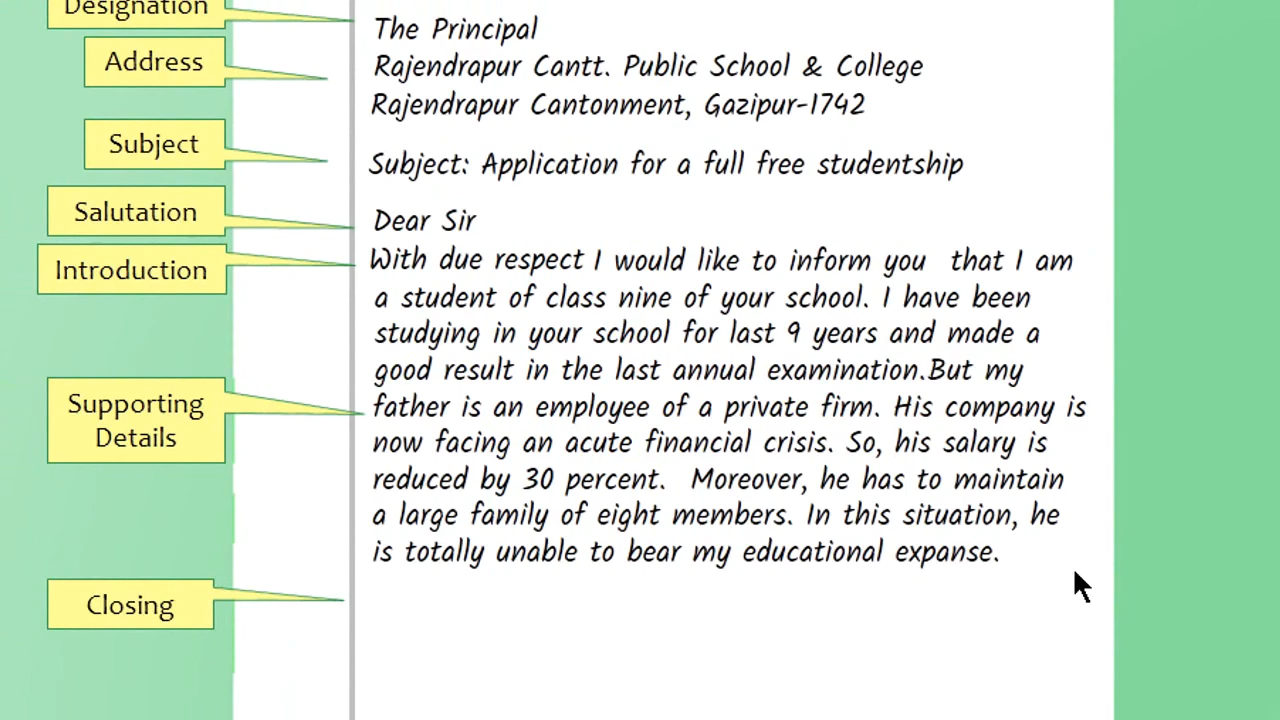 Designation
The Principal
Address
Rajendrapur Cantt. Public School & College
Rajendrapur Cantonment, Gazipur-1742
Subject
Subject: Application for a full free studentship
Salutation
Dear Sir
Introduction
With due respect I would like to inform you that I am
a student of class nine of your school. I have been
studying in your school for last 9 years and made a
good result in the last annual examination.But my
Supporting
Details
father is an employee of a private firm. His company is
now facing an acute financial crisis. So, his salary is
reduced by 30 percent. Moreover, he has to maintain
a large family of eight members. In this situation, he
is totally unable to bear my educational expanse.
Closing